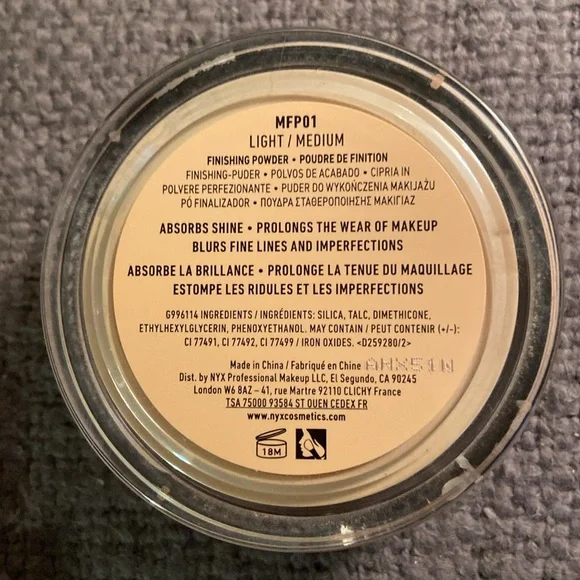 MFP01
LIGHT / MEDIUM
FINISHING POWDER • POUDRE DE FINITION
FINISHING-PUDER • POLVOS DE ACABADO • CIPRIA IN
POLVERE PERFEZIONANTE • PUDER DO WYKOŃCZENIA MAKIJAŻU
PÓ FINALIZADOR • ΠΟΥΔΡΑ ΣΤΑΘΕΡΟΠΟΙΗΣΗΣ ΜΑΚΙΓΙΑΖ
ABSORBS SHINE • PROLONGS THE WEAR OF MAKEUP
BLURS FINE LINES AND IMPERFECTIONS
ABSORBE LA BRILLANCE • PROLONGE LA TENUE DU MAQUILLAGE
ESTOMPE LES RIDULES ET LES IMPERFECTIONS
G996114 INGREDIENTS / INGRÉDIENTS: SILICA, TALC, DIMETHICONE,
ETHYLHEXYLGLYCERIN, PHENOXYETHANOL. MAY CONTAIN / PEUT CONTENIR (+/-):
CI 77491, CI 77492, CI 77499 / IRON OXIDES. <D259280/2>
Made in China / Fabriqué en Chine
Dist. by NYX Professional Makeup LLC, El Segundo, CA 90245
London W6 8AZ – 41, rue Martre 92110 CLICHY France
TSA 75000 93584 ST OUEN CEDEX FR
www.nyxcosmetics.com
18M